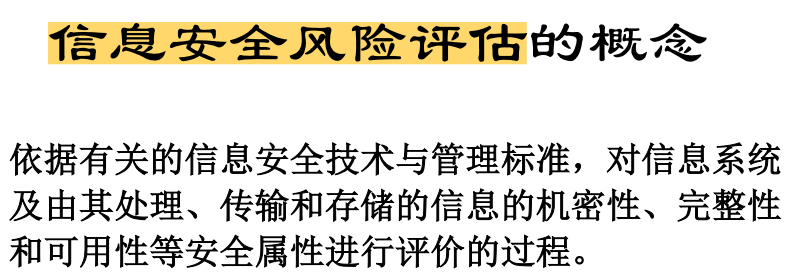 信息安全风险评估的概念
依据有关的信息安全技术与管理标准，对信息系统
及由其处理、传输和存储的信息的机密性、完整性
和可用性等安全属性进行评价的过程。